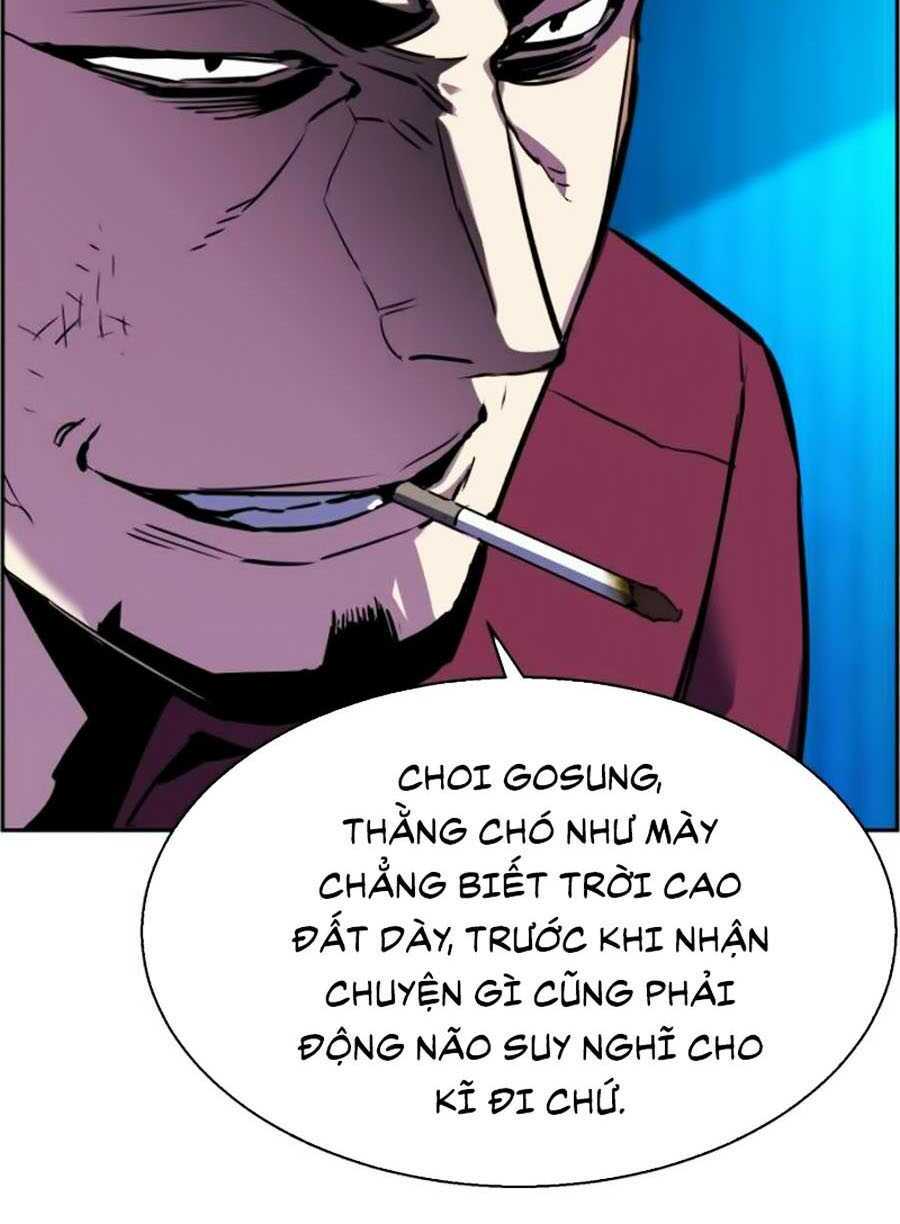 CHOI GOSUNG,
THẰNG CHÓ NHƯ MÀY
CHẲNG BIẾT TRỜI CAO
ĐẤT DÀY, TRƯỚC KHI NHẬN
CHUYỆN GÌ CŨNG PHẢI
ĐỘNG NÃO SUY NGHĨ CHO
KĨ ĐI CHỨ.